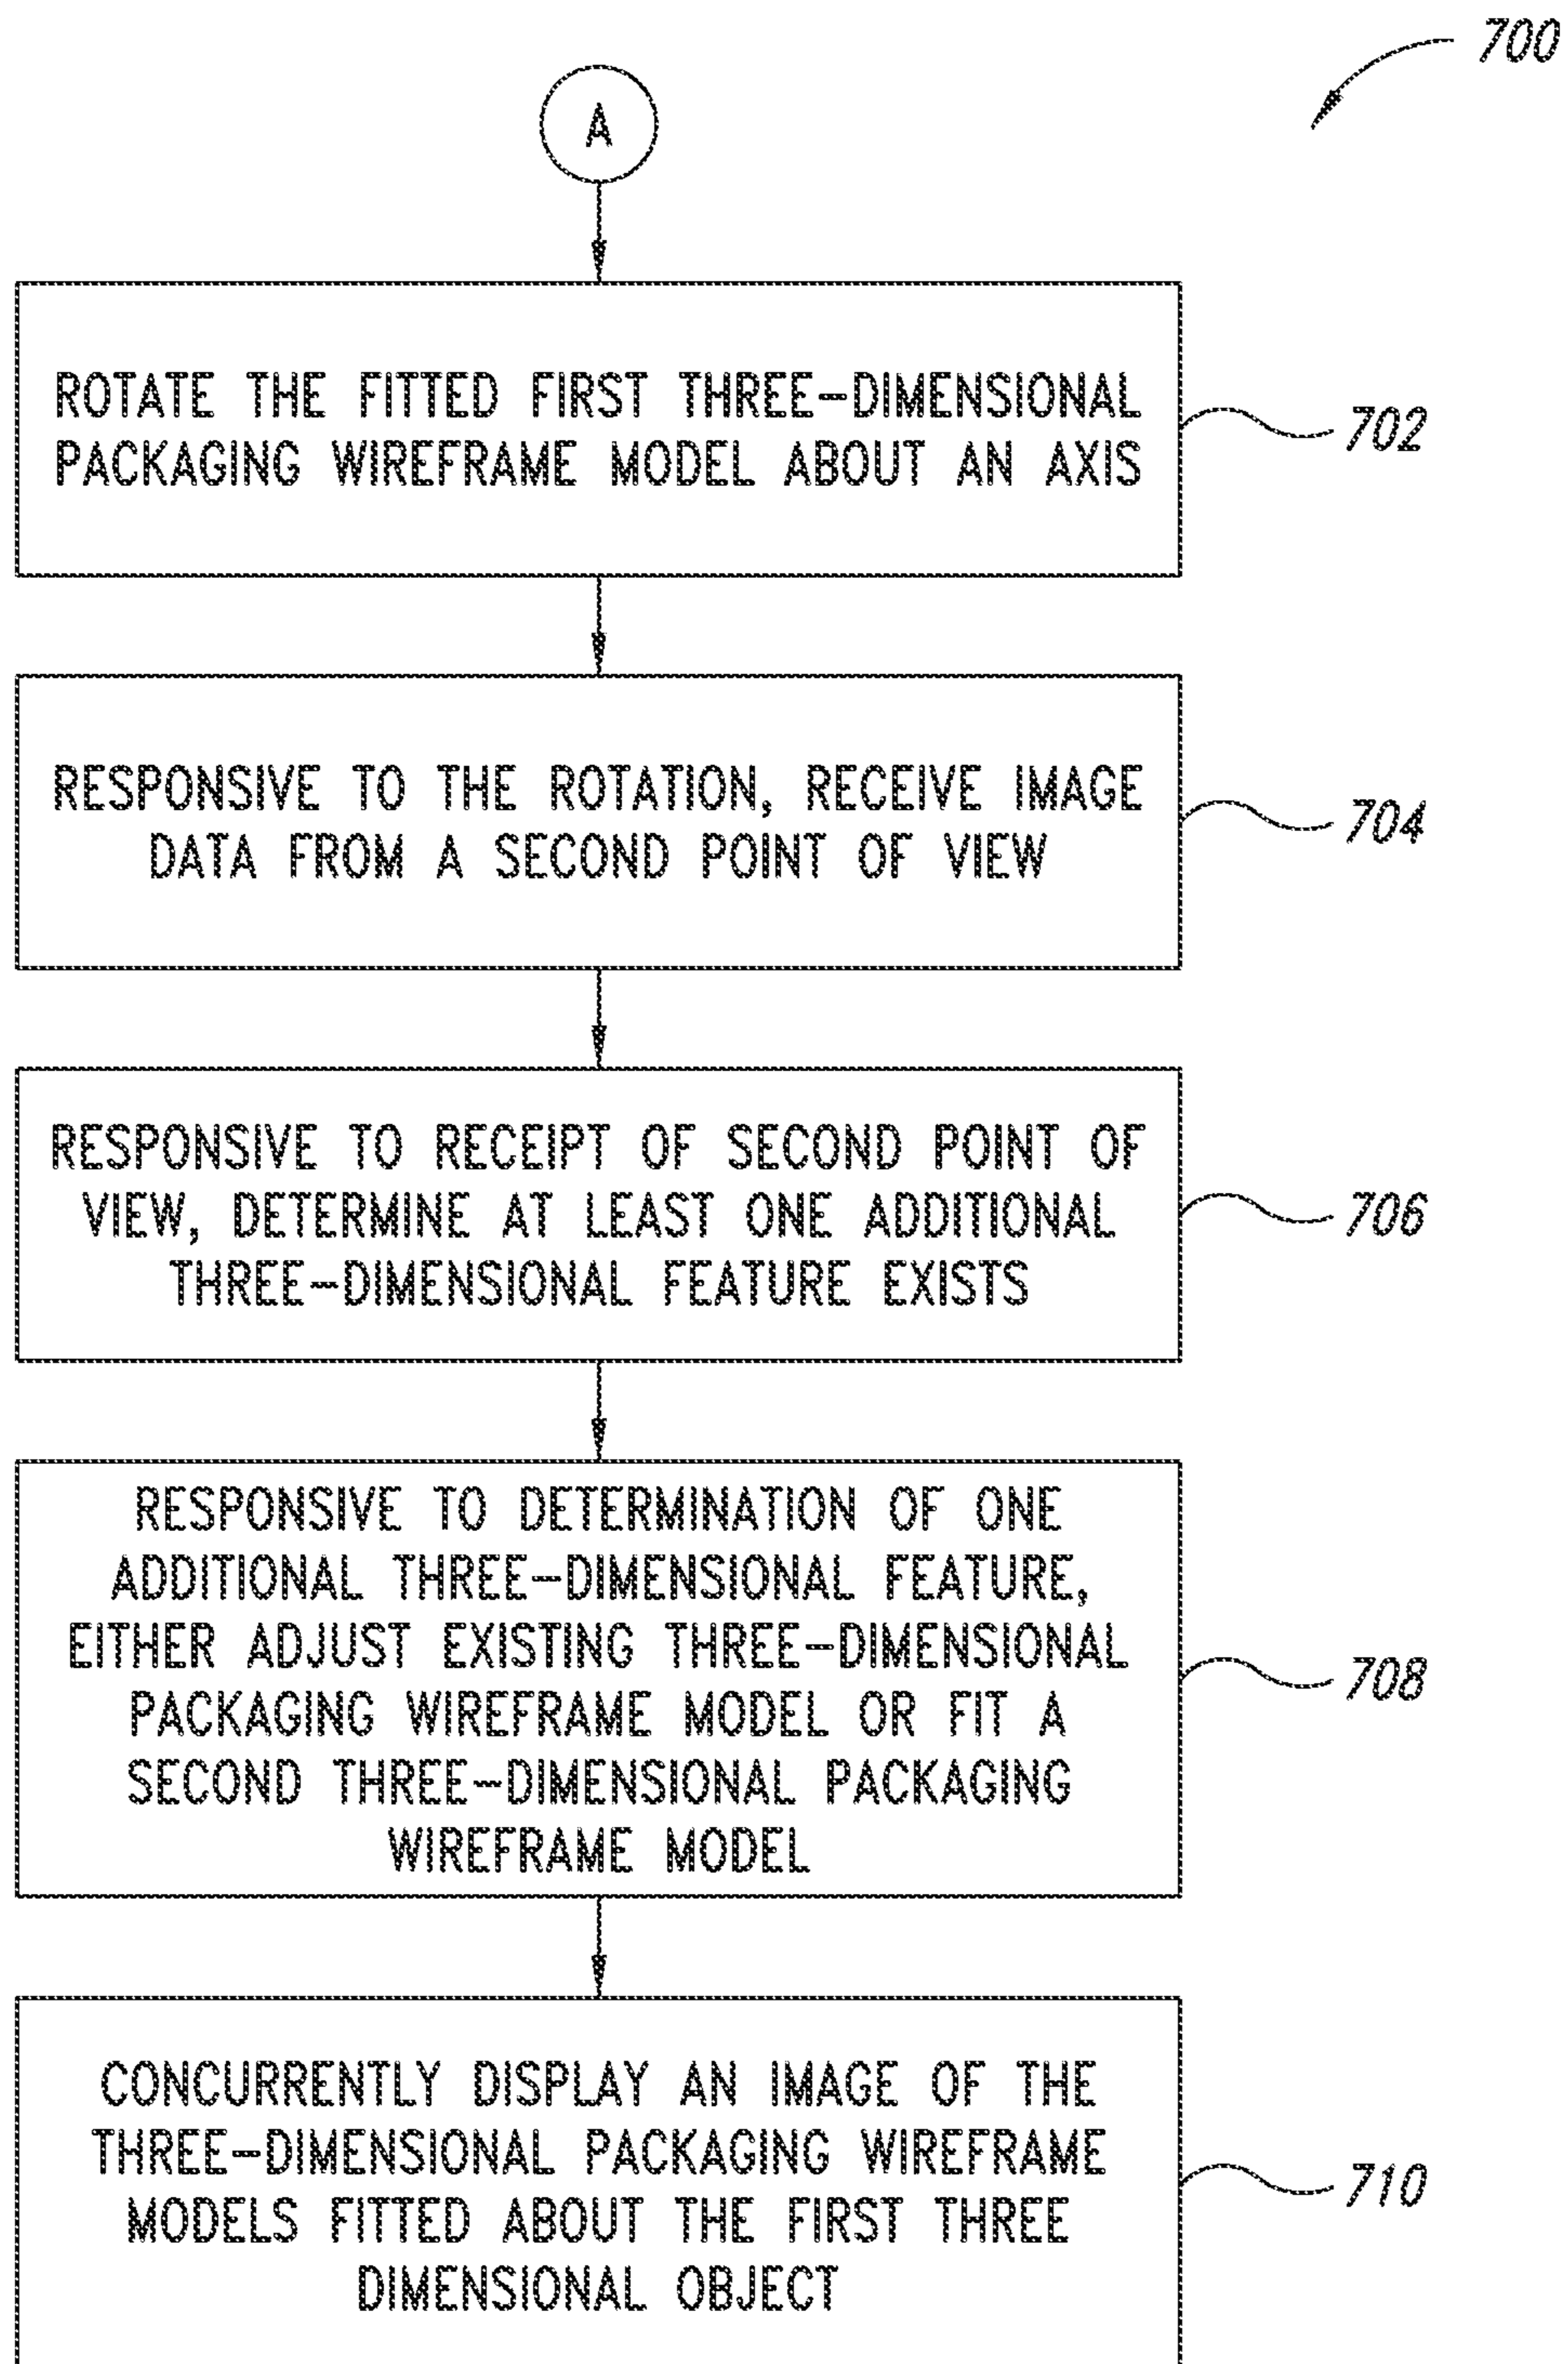 700
A
ROTATE THE FITTED FIRST THREE-DIMENSIONAL
PACKAGING WIREFRAME MODEL ABOUT AN AXIS
702
RESPONSIVE TO THE ROTATION, RECEIVE IMAGE
DATA FROM A SECOND POINT OF VIEW
704
RESPONSIVE TO RECEIPT OF SECOND POINT OF
VIEW, DETERMINE AT LEAST ONE ADDITIONAL
THREE-DIMENSIONAL FEATURE EXISTS
706
RESPONSIVE TO DETERMINATION OF ONE
ADDITIONAL THREE-DIMENSIONAL FEATURE,
EITHER ADJUST EXISTING THREE-DIMENSIONAL
PACKAGING WIREFRAME MODEL OR FIT A
SECOND THREE-DIMENSIONAL PACKAGING
WIREFRAME MODEL
708
CONCURRENTLY DISPLAY AN IMAGE OF THE
THREE-DIMENSIONAL PACKAGING WIREFRAME
MODELS FITTED ABOUT THE FIRST THREE
DIMENSIONAL OBJECT
710